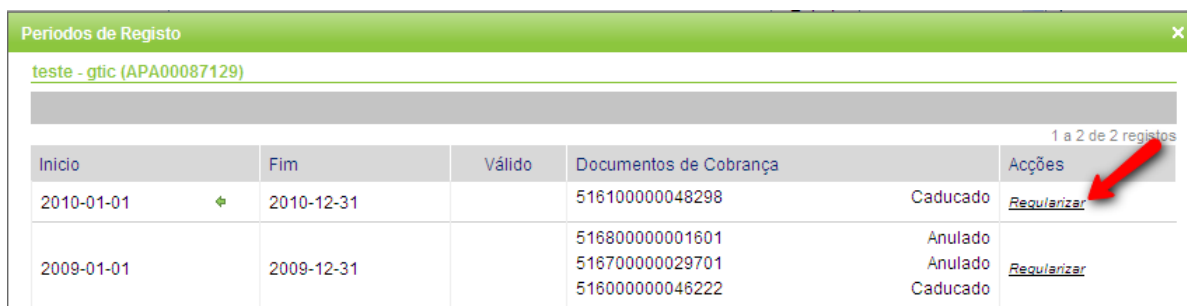 Periodos de Registo
teste - gtic (APA00087129)
1 a 2 de 2 registos
Inicio Fim Válido Documentos de Cobrança Acções
2010-01-01 2010-12-31 516100000048298 Caducado Regularizar
516800000001601 Anulado
2009-01-01 2009-12-31 516700000029701 Anulado Regularizar
516000000046222 Caducado